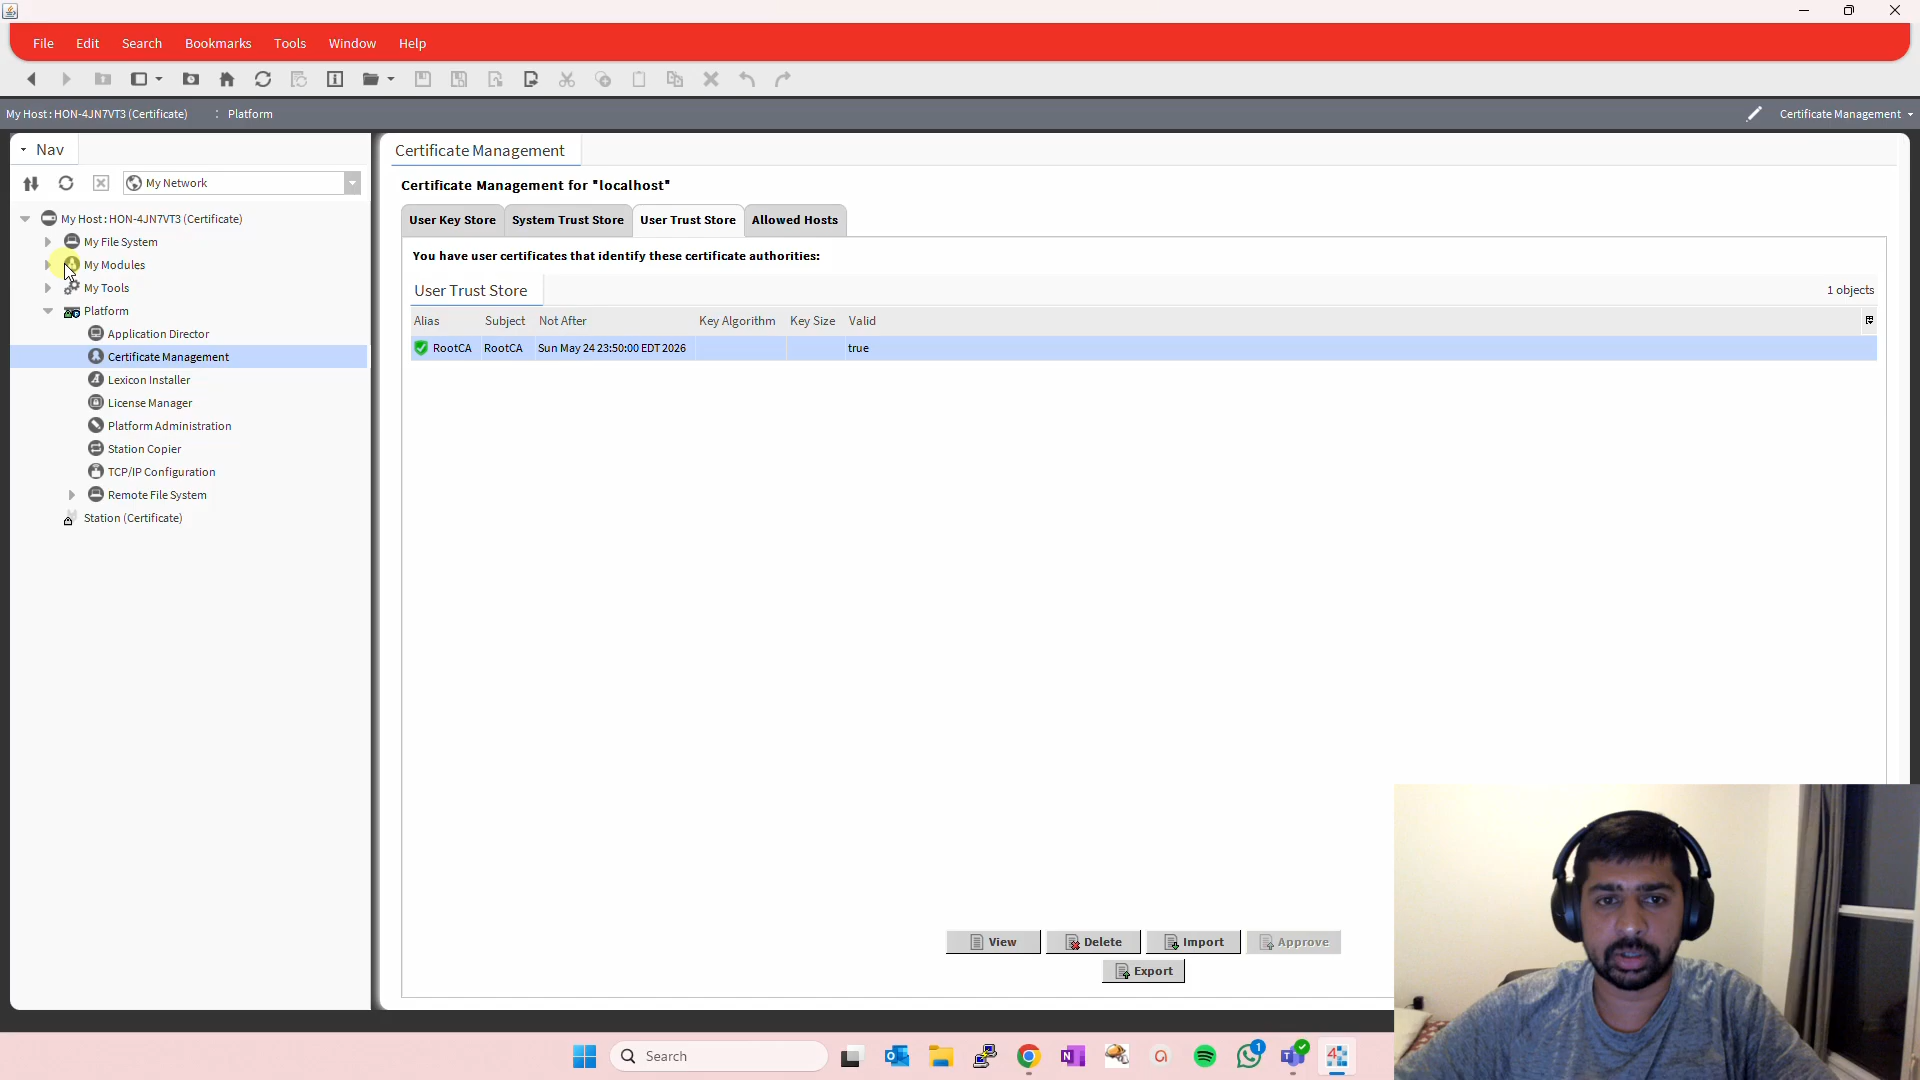 File Edit Search Bookmarks Tools Window Help
My Host : HON-4JN7VT3 (Certificate) : Platform
Certificate Management
Nav
My Network
My Host : HON-4JN7VT3 (Certificate)
My File System
My Modules
My Tools
Platform
Application Director
Certificate Management
Lexicon Installer
License Manager
Platform Administration
Station Copier
TCP/IP Configuration
Remote File System
Station (Certificate)
Certificate Management
Certificate Management for "localhost"
User Key Store System Trust Store User Trust Store Allowed Hosts
You have user certificates that identify these certificate authorities:
User Trust Store 1 objects
Alias Subject Not After Key Algorithm Key Size Valid
RootCA RootCA Sun May 24 23:50:00 EDT 2026 true
View Delete Import Approve
Export
Search
1